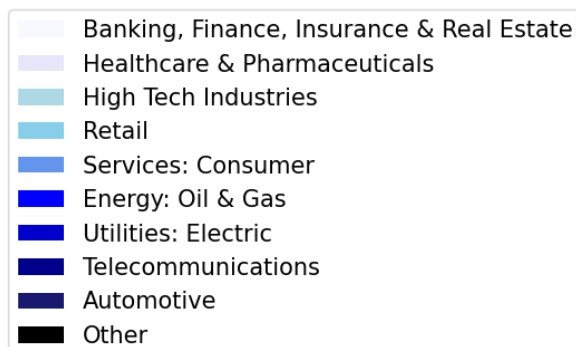 Banking, Finance, Insurance & Real Estate
Healthcare & Pharmaceuticals
High Tech Industries
Retail
Services: Consumer
Energy: Oil & Gas
Utilities: Electric
Telecommunications
Automotive
Other